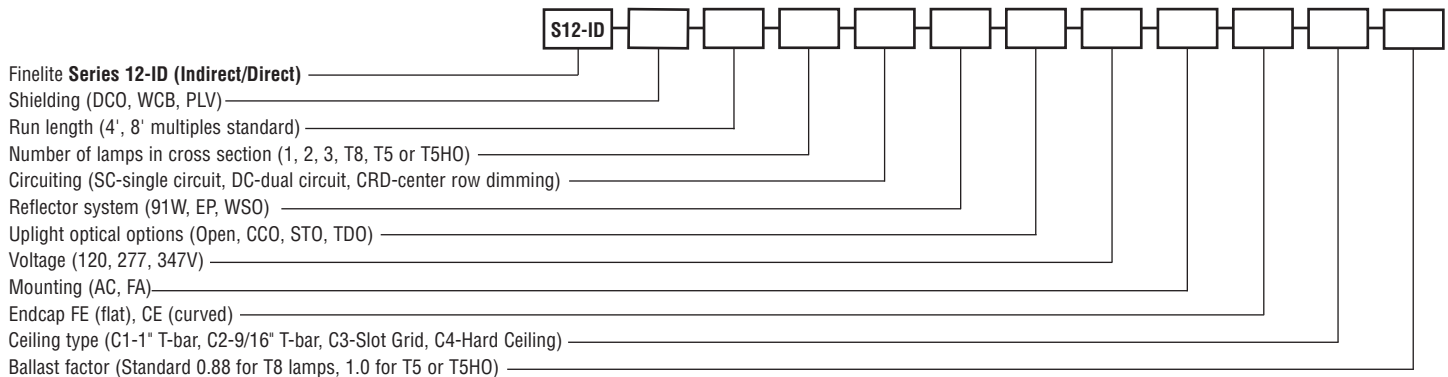 S12-ID
Finelite Series 12-ID (Indirect/Direct)
Shielding (DCO, WCB, PLV)
Run length (4', 8' multiples standard)
Number of lamps in cross section (1, 2, 3, T8, T5 or T5HO)
Circuiting (SC-single circuit, DC-dual circuit, CRD-center row dimming)
Reflector system (91W, EP, WSO)
Uplight optical options (Open, CCO, STO, TDO)
Voltage (120, 277, 347V)
Mounting (AC, FA)
Endcap FE (flat), CE (curved)
Ceiling type (C1-1" T-bar, C2-9/16" T-bar, C3-Slot Grid, C4-Hard Ceiling)
Ballast factor (Standard 0.88 for T8 lamps, 1.0 for T5 or T5HO)